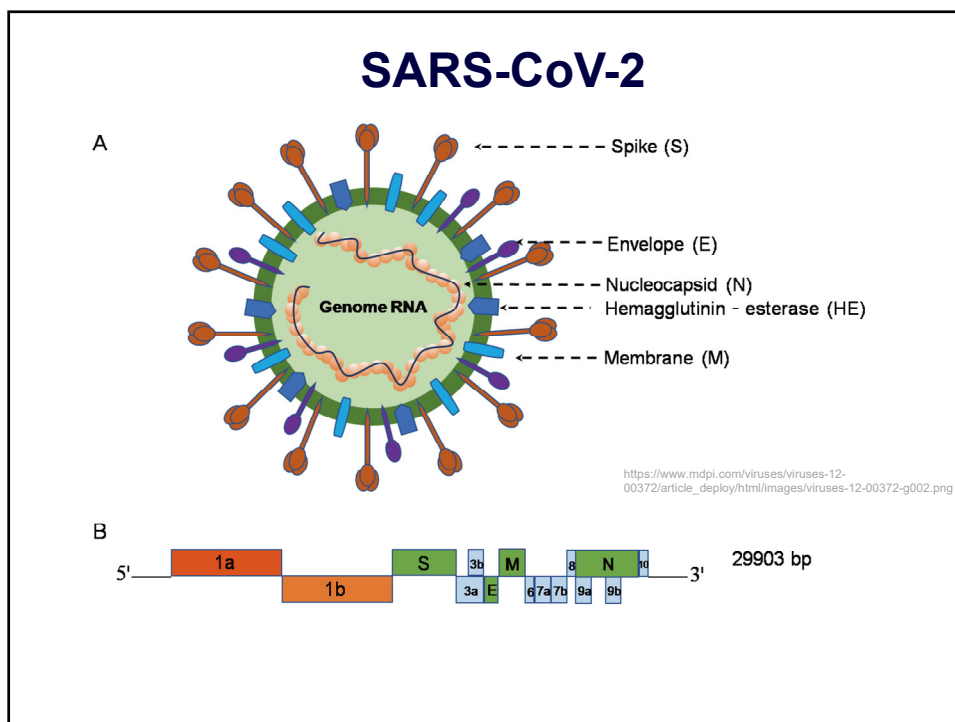 SARS-CoV-2
A
Spike (S)
Envelope (E)
Nucleocapsid (N)
Hemagglutinin - esterase (HE)
Genome RNA
Membrane (M)
https://www.mdpi.com/viruses/viruses-12-
00372/article_deploy/html/images/viruses-12-00372-g002.png
B
5' 1a 1b S 3a 3b E M 6 7a 7b 8 9a N 9b 10 3' 29903 bp